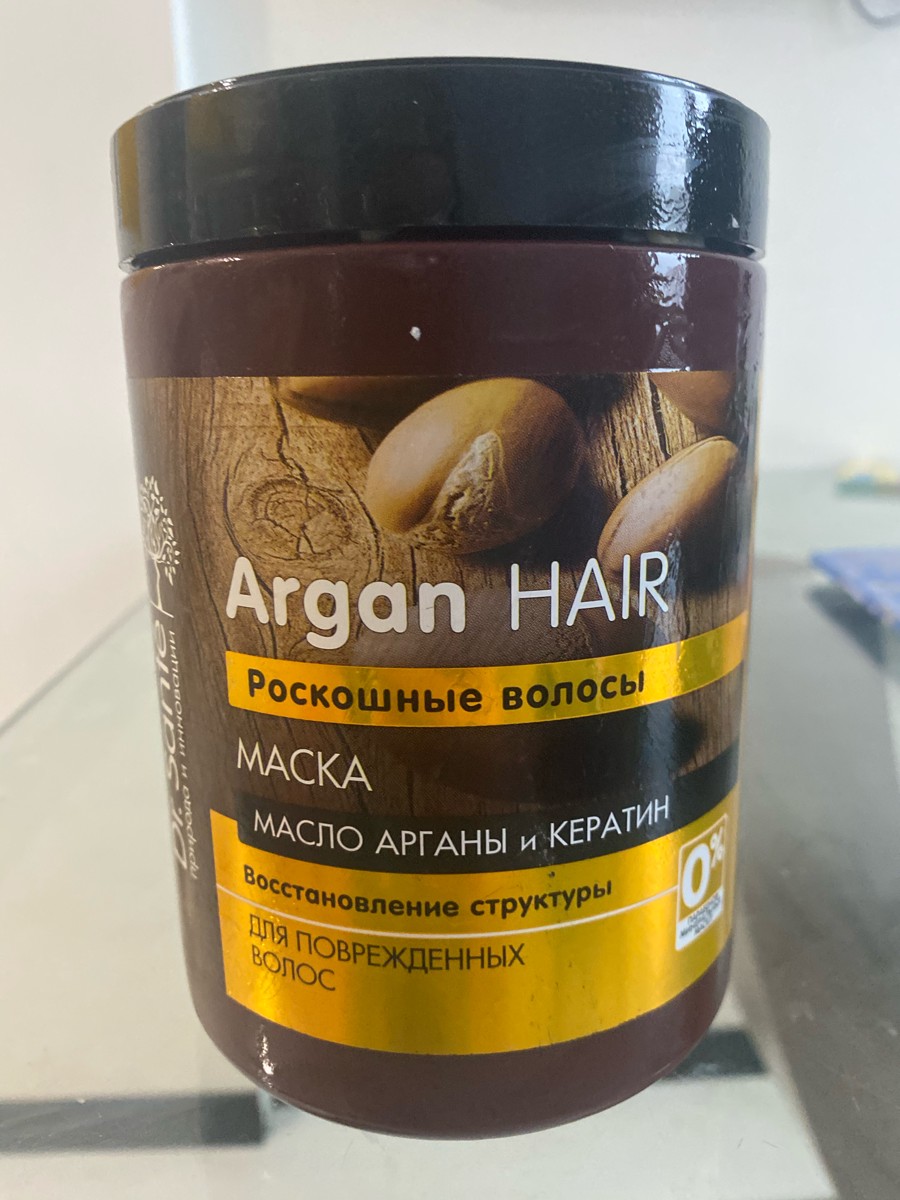 Argan HAIR
Роскошные волосы
МАСКА
МАСЛО АРГАНЫ и КЕРАТИН
Восстановление структуры
ДЛЯ ПОВРЕЖДЕННЫХ
ВОЛОС
0%
Dr. Sante
природа и инновации